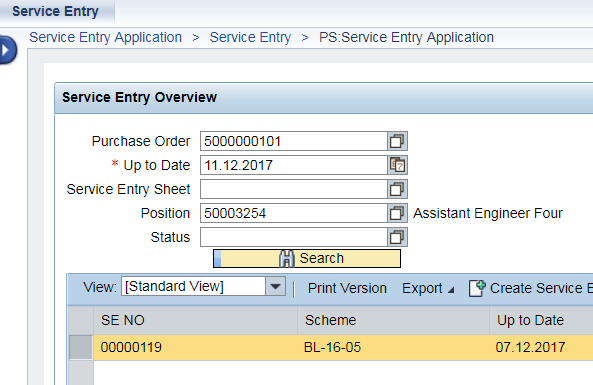 Service Entry
Service Entry Application > Service Entry > PS:Service Entry Application
Service Entry Overview
Purchase Order 5000000101
* Up to Date 11.12.2017
Service Entry Sheet
Position 50003254 Assistant Engineer Four
Status
Search
View: [Standard View] Print Version Export Create Service E
SE NO Scheme Up to Date
00000119 BL-16-05 07.12.2017